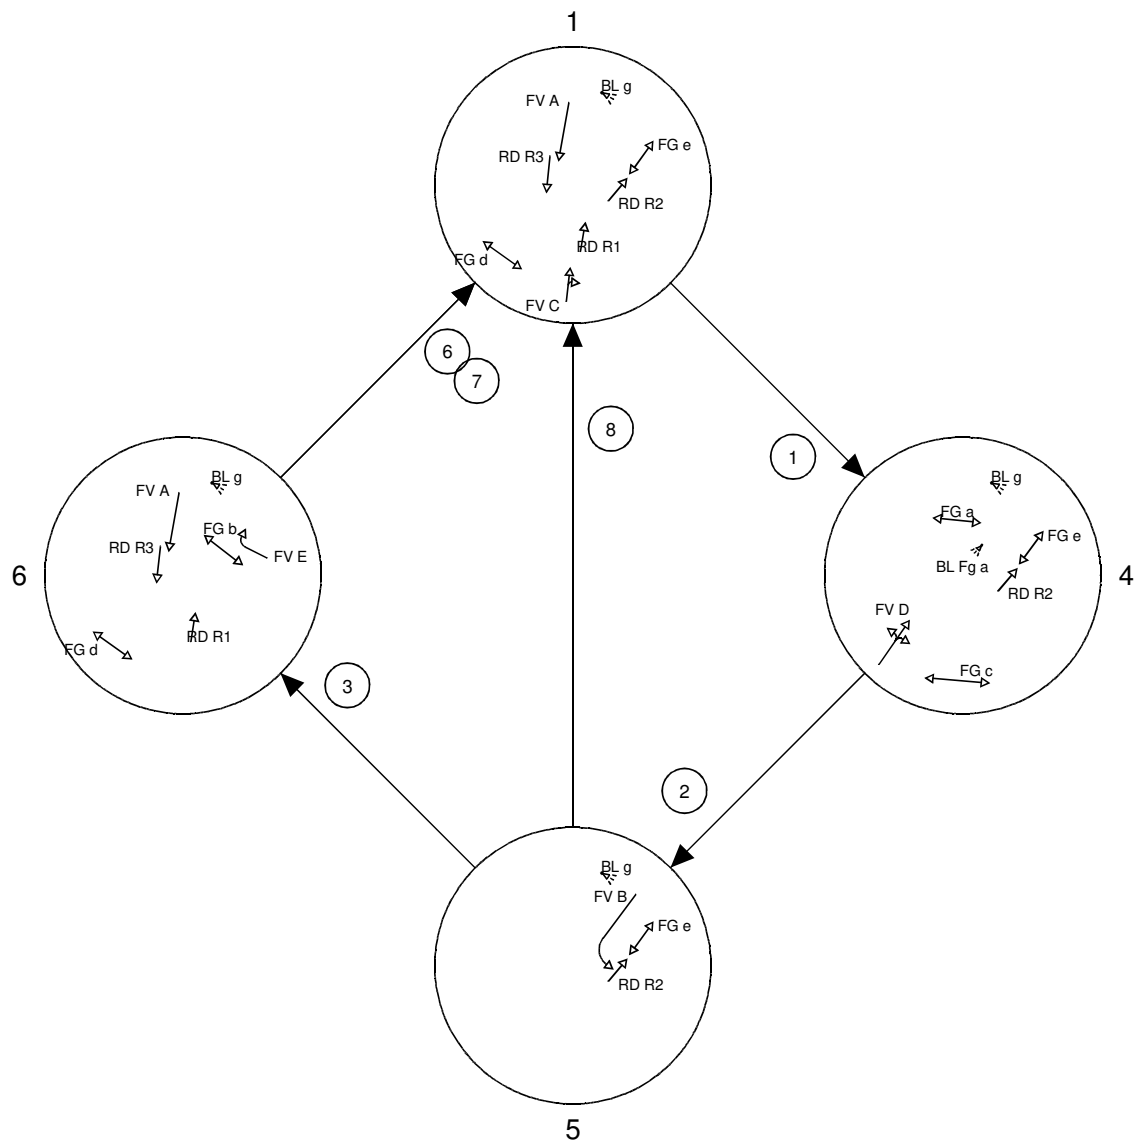 1
BL g
FV A
FG e
RD R3
RD R2
RD R1
FG d
FV C
6
7
8
1
BL g
FV A
FG b
RD R3
FV E
RD R1
FG d
6
BL g
FG a
FG e
BL Fg a
RD R2
FV D
FG c
4
3
2
BL g
FV B
FG e
RD R2
5